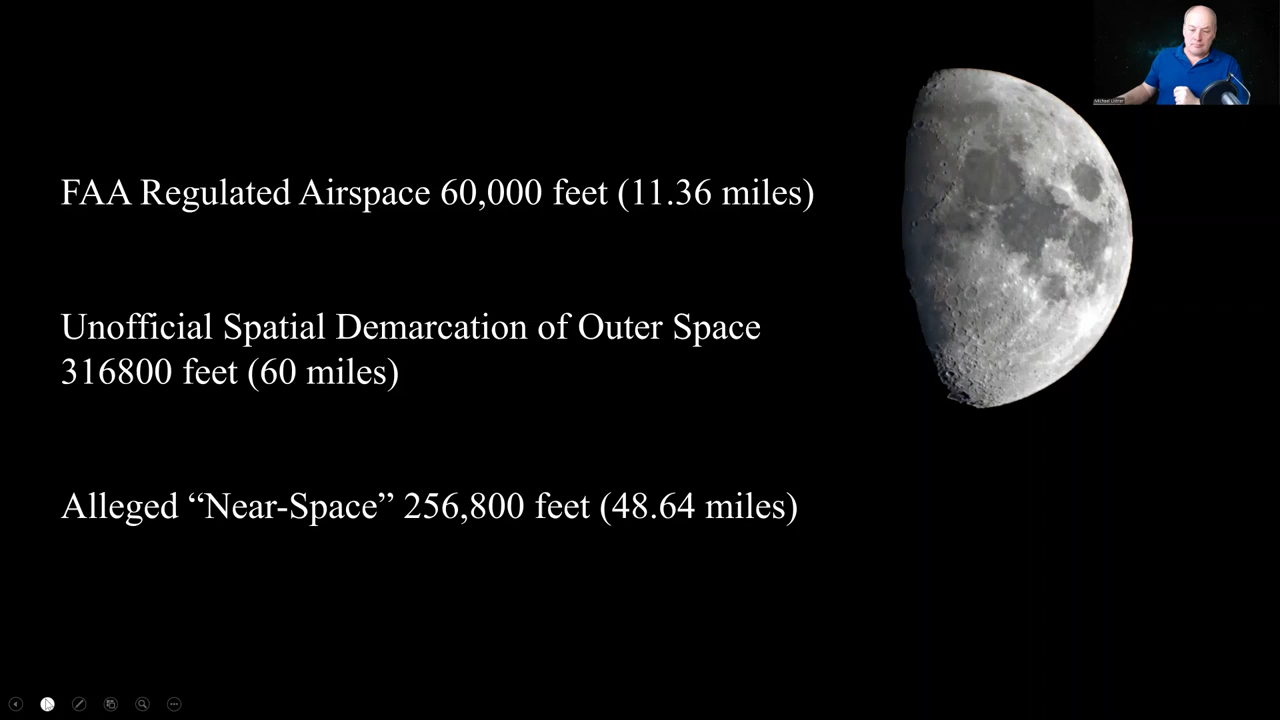 FAA Regulated Airspace 60,000 feet (11.36 miles)
Unofficial Spatial Demarcation of Outer Space
316800 feet (60 miles)
Alleged “Near-Space” 256,800 feet (48.64 miles)
Michael